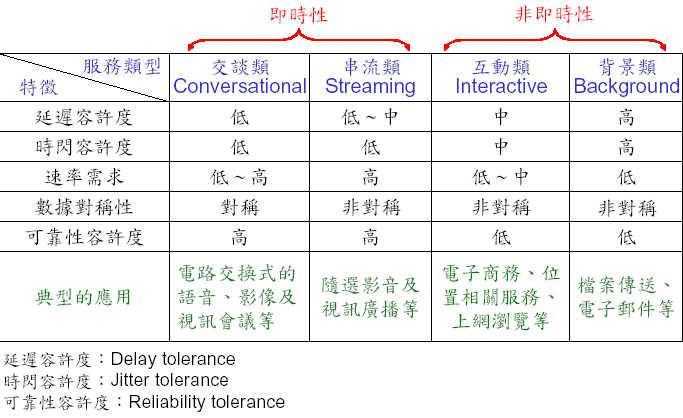 即時性 非即時性
服務類型 交談類 串流類 互動類 背景類
特徵 Conversational Streaming Interactive Background
延遲容許度 低 低～中 中 高
時閃容許度 低 低 中 高
速率需求 低～高 高 低～中 低
數據對稱性 對稱 非對稱 非對稱 非對稱
可靠性容許度 高 高 低 低
典型的應用
電路交換式的
語音、影像及
視訊會議等
隨選影音及
視訊廣播等
電子商務、位
置相關服務、
上網瀏覽等
檔案傳送、
電子郵件等
延遲容許度：Delay tolerance
時閃容許度：Jitter tolerance
可靠性容許度：Reliability tolerance